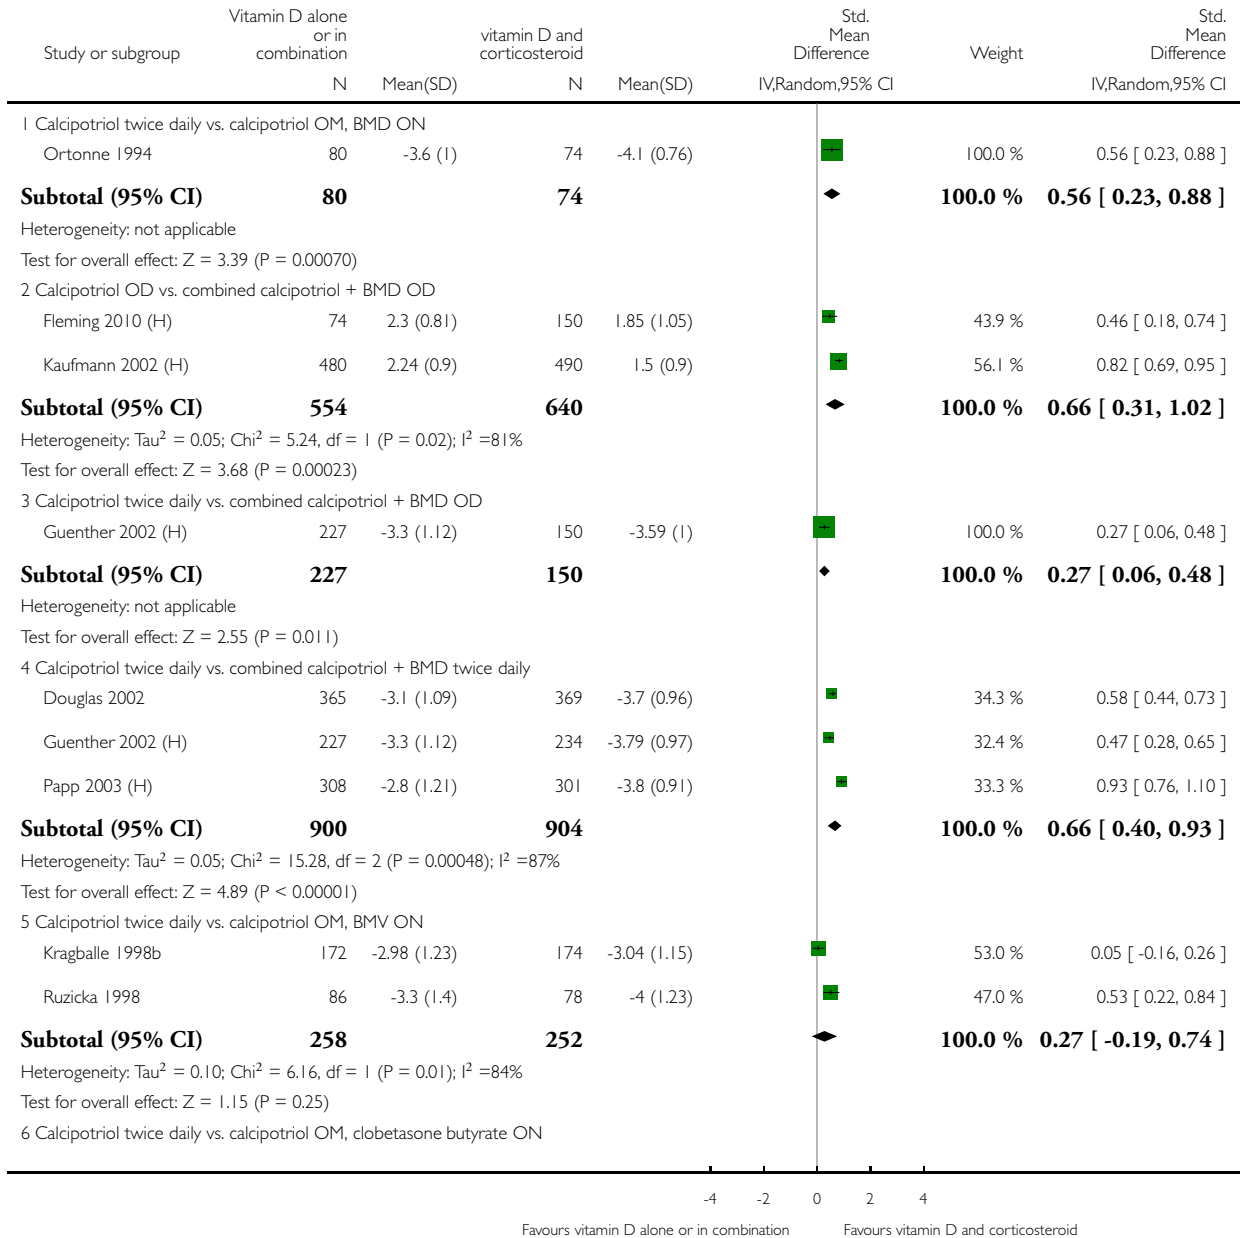 Study or subgroup Vitamin D alone or in combination vitamin D and corticosteroid Std. Mean Difference Weight Std. Mean Difference
N Mean(SD) N Mean(SD) IV,Random,95% CI IV,Random,95% CI
1 Calcipotriol twice daily vs. calcipotriol OM, BMD ON
Ortonne 1994 80 -3.6 (1) 74 -4.1 (0.76) 100.0 % 0.56 [ 0.23, 0.88 ]
Subtotal (95% CI) 80 74 100.0 % 0.56 [ 0.23, 0.88 ]
Heterogeneity: not applicable
Test for overall effect: Z = 3.39 (P = 0.00070)
2 Calcipotriol OD vs. combined calcipotriol + BMD OD
Fleming 2010 (H) 74 2.3 (0.81) 150 1.85 (1.05) 43.9 % 0.46 [ 0.18, 0.74 ]
Kaufmann 2002 (H) 480 2.24 (0.9) 490 1.5 (0.9) 56.1 % 0.82 [ 0.69, 0.95 ]
Subtotal (95% CI) 554 640 100.0 % 0.66 [ 0.31, 1.02 ]
Heterogeneity: Tau² = 0.05; Chi² = 5.24, df = 1 (P = 0.02); I² =81%
Test for overall effect: Z = 3.68 (P = 0.00023)
3 Calcipotriol twice daily vs. combined calcipotriol + BMD OD
Guenther 2002 (H) 227 -3.3 (1.12) 150 -3.59 (1) 100.0 % 0.27 [ 0.06, 0.48 ]
Subtotal (95% CI) 227 150 100.0 % 0.27 [ 0.06, 0.48 ]
Heterogeneity: not applicable
Test for overall effect: Z = 2.55 (P = 0.011)
4 Calcipotriol twice daily vs. combined calcipotriol + BMD twice daily
Douglas 2002 365 -3.1 (1.09) 369 -3.7 (0.96) 34.3 % 0.58 [ 0.44, 0.73 ]
Guenther 2002 (H) 227 -3.3 (1.12) 234 -3.79 (0.97) 32.4 % 0.47 [ 0.28, 0.65 ]
Papp 2003 (H) 308 -2.8 (1.21) 301 -3.8 (0.91) 33.3 % 0.93 [ 0.76, 1.10 ]
Subtotal (95% CI) 900 904 100.0 % 0.66 [ 0.40, 0.93 ]
Heterogeneity: Tau² = 0.05; Chi² = 15.28, df = 2 (P = 0.00048); I² =87%
Test for overall effect: Z = 4.89 (P < 0.00001)
5 Calcipotriol twice daily vs. calcipotriol OM, BMV ON
Kragballe 1998b 172 -2.98 (1.23) 174 -3.04 (1.15) 53.0 % 0.05 [ -0.16, 0.26 ]
Ruzicka 1998 86 -3.3 (1.4) 78 -4 (1.23) 47.0 % 0.53 [ 0.22, 0.84 ]
Subtotal (95% CI) 258 252 100.0 % 0.27 [ -0.19, 0.74 ]
Heterogeneity: Tau² = 0.10; Chi² = 6.16, df = 1 (P = 0.01); I² =84%
Test for overall effect: Z = 1.15 (P = 0.25)
6 Calcipotriol twice daily vs. calcipotriol OM, clobetasone butyrate ON
-4 -2 0 2 4
Favours vitamin D alone or in combination Favours vitamin D and corticosteroid